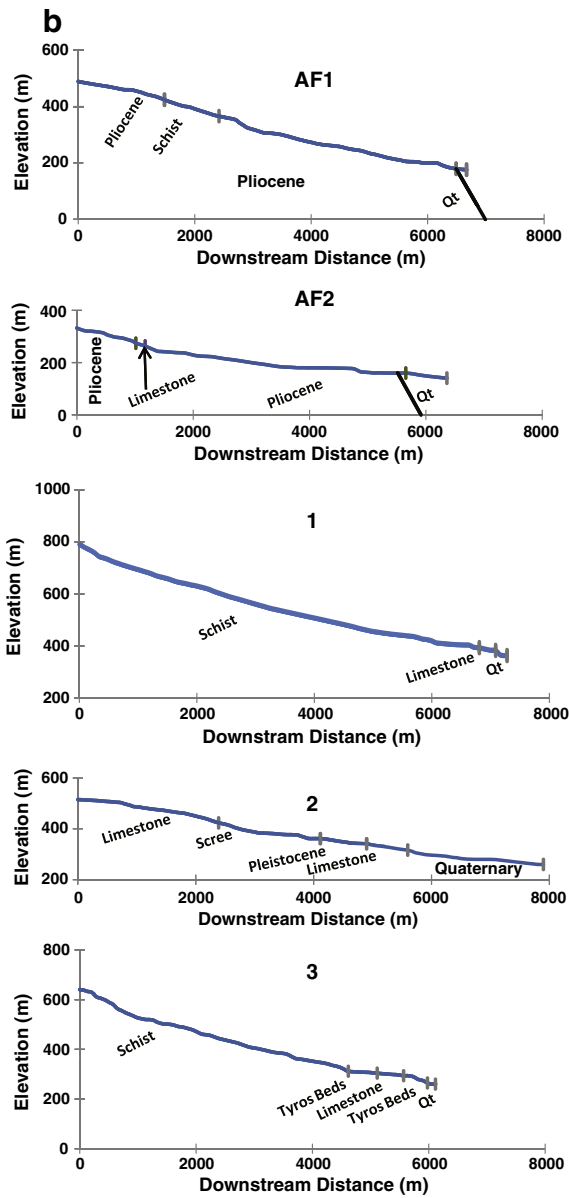 b
AF1
Elevation (m)
600
400
200
0
Pliocene
Schist
Pliocene
Qt
0 2000 4000 6000 8000
Downstream Distance (m)
AF2
Elevation (m)
400
200
0
Pliocene
Limestone
Pliocene
Qt
0 2000 4000 6000 8000
Downstream Distance (m)
1
Elevation (m)
1000
800
600
400
200
Schist
Limestone
Qt
0 2000 4000 6000 8000
Downstram Distance (m)
2
Elevation (m)
600
400
200
Limestone
Scree
Pleistocene
Limestone
Quaternary
0 2000 4000 6000 8000
Downstream Distance (m)
3
Elevation (m)
800
600
400
200
0
Schist
Tyros Beds
Limestone
Tyros Beds
Qt
0 2000 4000 6000 8000
Downstream Distance (m)